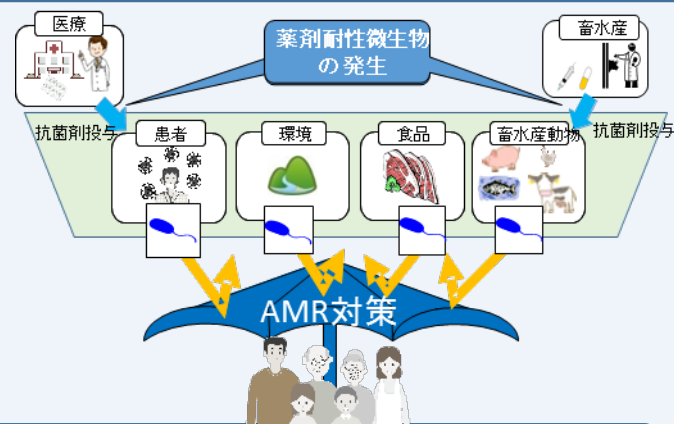 医療
薬剤耐性微生物
の発生
畜水産
抗菌剤投与
患者
環境
食品
畜水産動物
抗菌剤投与
AMR対策